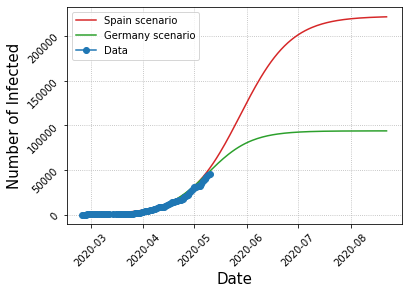 Spain scenario
Germany scenario
Data
Number of Infected
200000
150000
100000
50000
0
2020-03
2020-04
2020-05
2020-06
2020-07
2020-08
Date